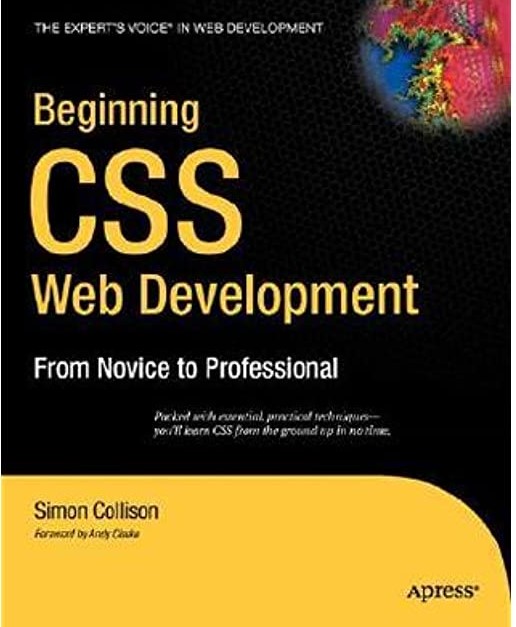 THE EXPERT'S VOICE® IN WEB DEVELOPMENT
Beginning
CSS
Web Development
From Novice to Professional
Packed with essential, practical techniques—
you'll learn CSS from the ground up in no time.
Simon Collison
Foreword by Andy Clarke
Apress®